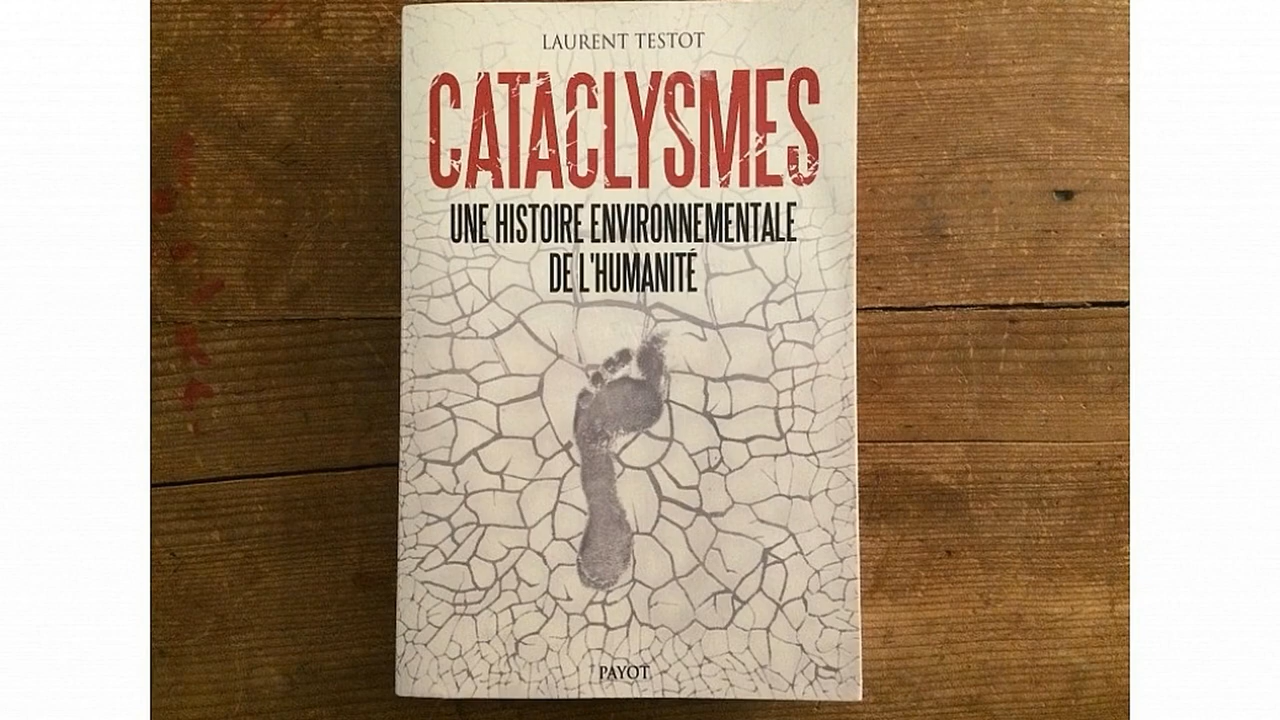 LAURENT TESTOT
CATACLYSMES
UNE HISTOIRE ENVIRONNEMENTALE
DE L'HUMANITÉ
PAYOT